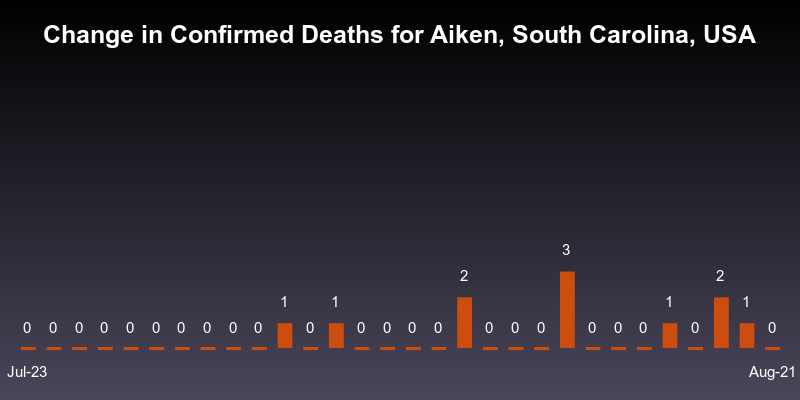 Change in Confirmed Deaths for Aiken, South Carolina, USA
3
2 2
1 1 1 1
0 0 0 0 0 0 0 0 0 0 0 0 0 0 0 0 0 0 0 0 0 0
Jul-23 Aug-21